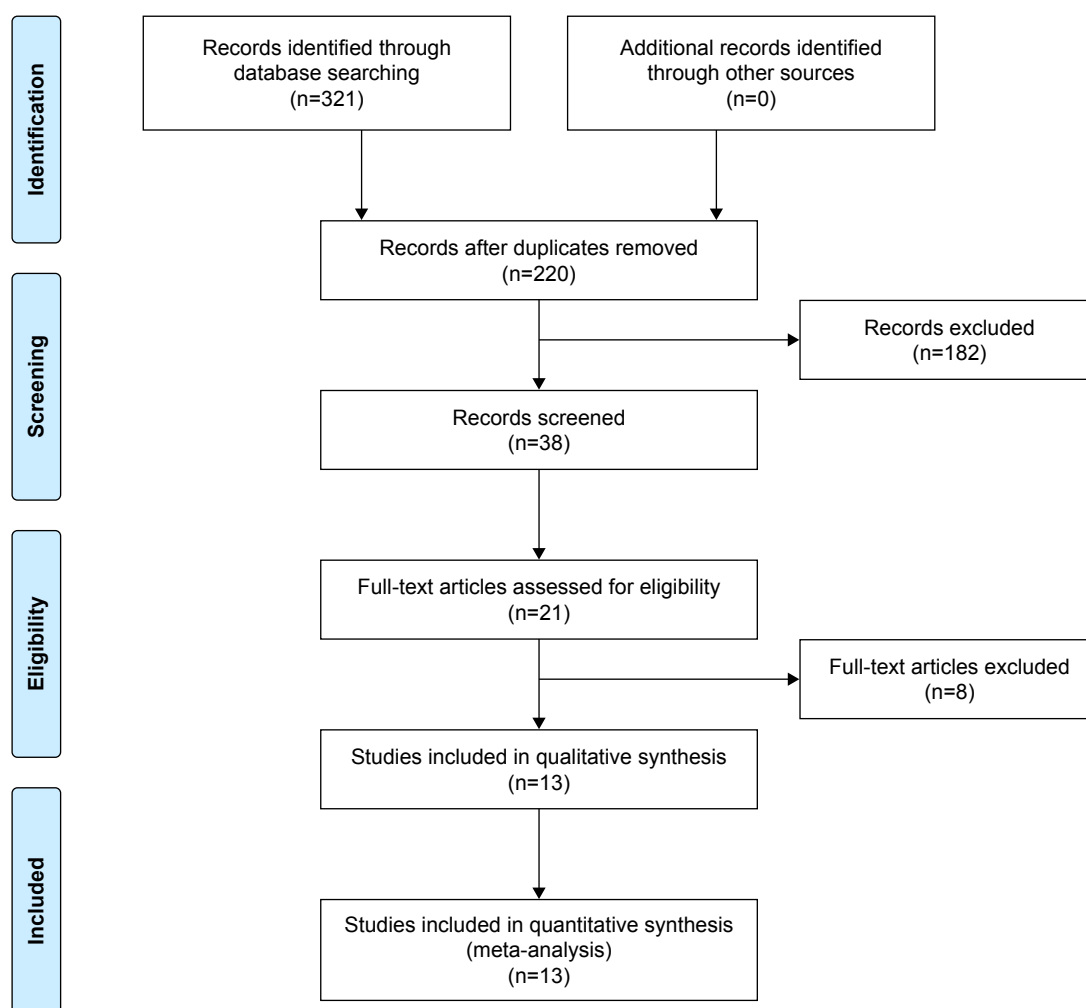 Identification
Records identified through
database searching
(n=321)
Additional records identified
through other sources
(n=0)
Records after duplicates removed
(n=220)
Screening
Records excluded
(n=182)
Records screened
(n=38)
Eligibility
Full-text articles assessed for eligibility
(n=21)
Full-text articles excluded
(n=8)
Studies included in qualitative synthesis
(n=13)
Included
Studies included in quantitative synthesis
(meta-analysis)
(n=13)